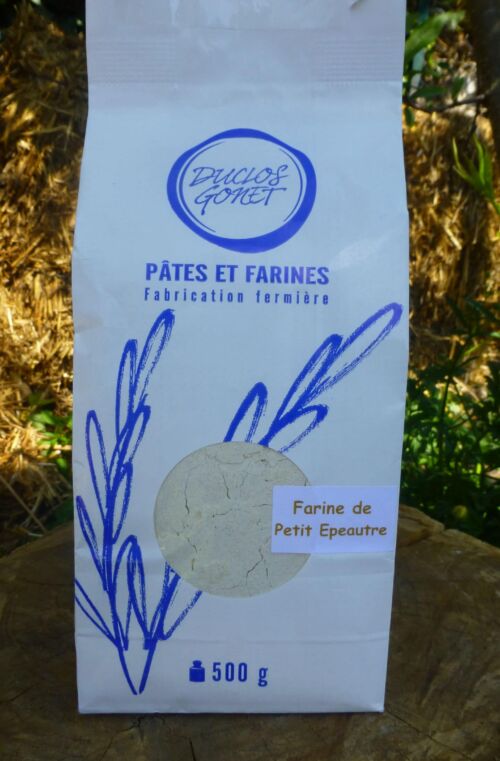 DUCLOS
GONET
PÂTES ET FARINES
Fabrication fermière
Farine de
Petit Epeautre
500 g